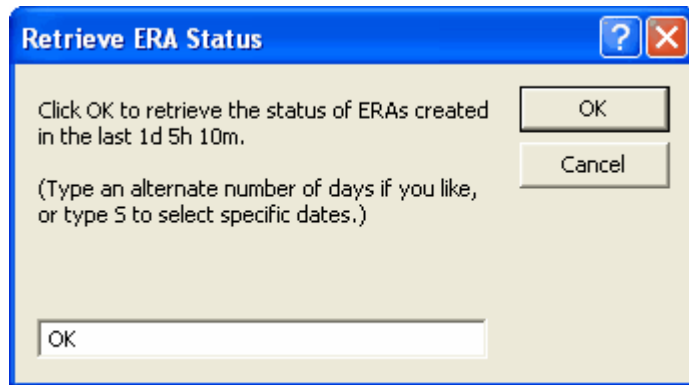 Retrieve ERA Status
?
Click OK to retrieve the status of ERAs created
in the last 1d 5h 10m.
(Type an alternate number of days if you like,
or type S to select specific dates.)
OK
Cancel
OK